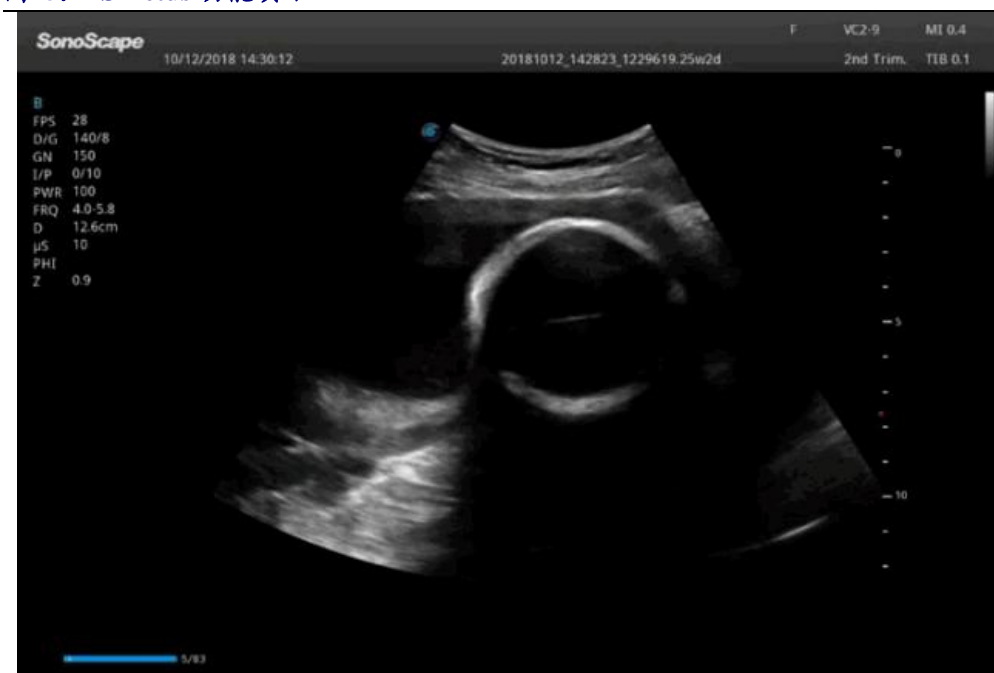 SonoScape
F VC2-9 MI 0.4
10/12/2018 14:30:12 20181012_142823_1229619.25w2d 2nd Trim. TIB 0.1
B
FPS 28
D/G 140/8
GN 150
I/P 0/10
PWR 100
FRQ 4.0-5.8
D 12.6cm
µS 10
PHI
Z 0.9
0
5
10
5/83